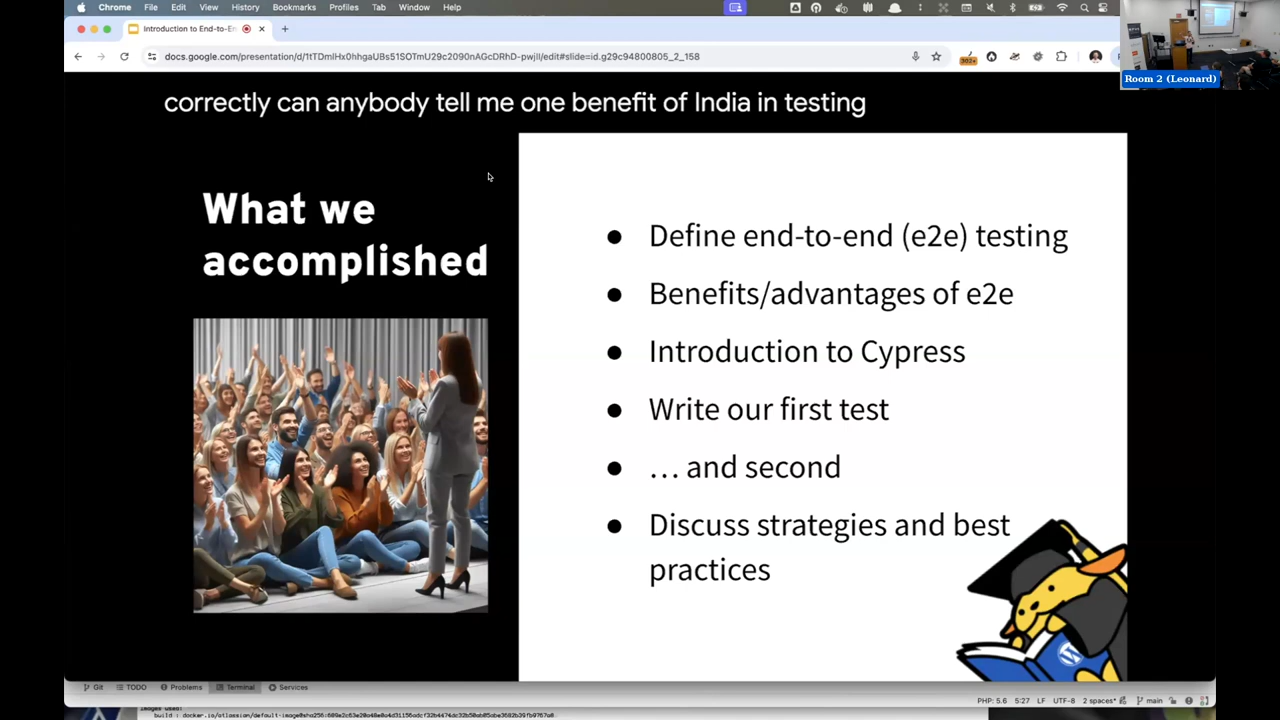 Chrome File Edit View History Bookmarks Profiles Tab Window Help
Introduction to End-to-En
docs.google.com/presentation/d/1tTDmlHx0hhgaUBs51SOTmU29c2090nAGcDRhD-pwjlI/edit#slide=id.g29c94800805_2_158
Room 2 (Leonard)
correctly can anybody tell me one benefit of India in testing
What we
accomplished
● Define end-to-end (e2e) testing
● Benefits/advantages of e2e
● Introduction to Cypress
● Write our first test
● … and second
● Discuss strategies and best
practices
Git TODO Problems Terminal Services
PHP: 5.6 5:27 LF UTF-8 2 spaces* main